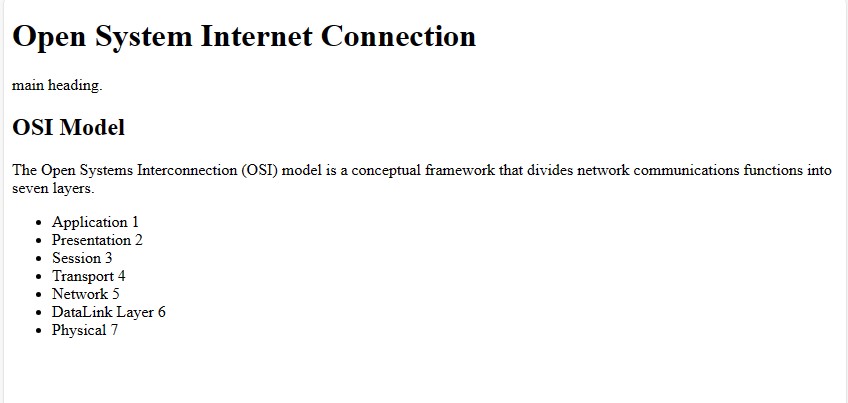 Open System Internet Connection
main heading.
OSI Model
The Open Systems Interconnection (OSI) model is a conceptual framework that divides network communications functions into
seven layers.
• Application 1
• Presentation 2
• Session 3
• Transport 4
• Network 5
• DataLink Layer 6
• Physical 7